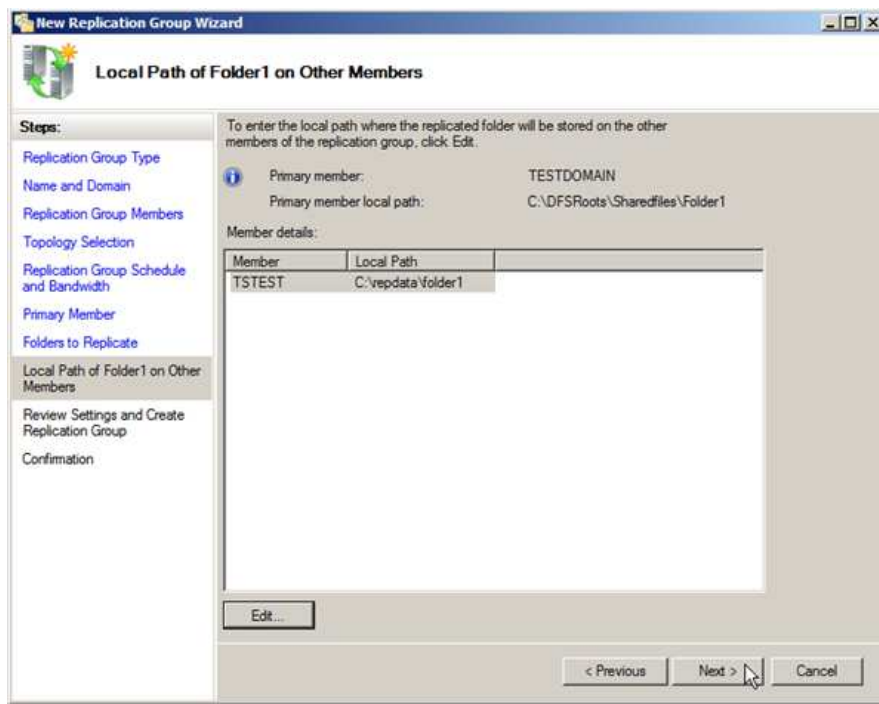 New Replication Group Wizard
Local Path of Folder1 on Other Members
Steps:
Replication Group Type
Name and Domain
Replication Group Members
Topology Selection
Replication Group Schedule
and Bandwidth
Primary Member
Folders to Replicate
Local Path of Folder1 on Other
Members
Review Settings and Create
Replication Group
Confirmation
To enter the local path where the replicated folder will be stored on the other
members of the replication group, click Edit.
Primary member: TESTDOMAIN
Primary member local path: C:\DFSRoots\Sharedfiles\Folder1
Member details:
Member Local Path
TSTEST C:\repdata\folder1
Edit...
< Previous Next > Cancel